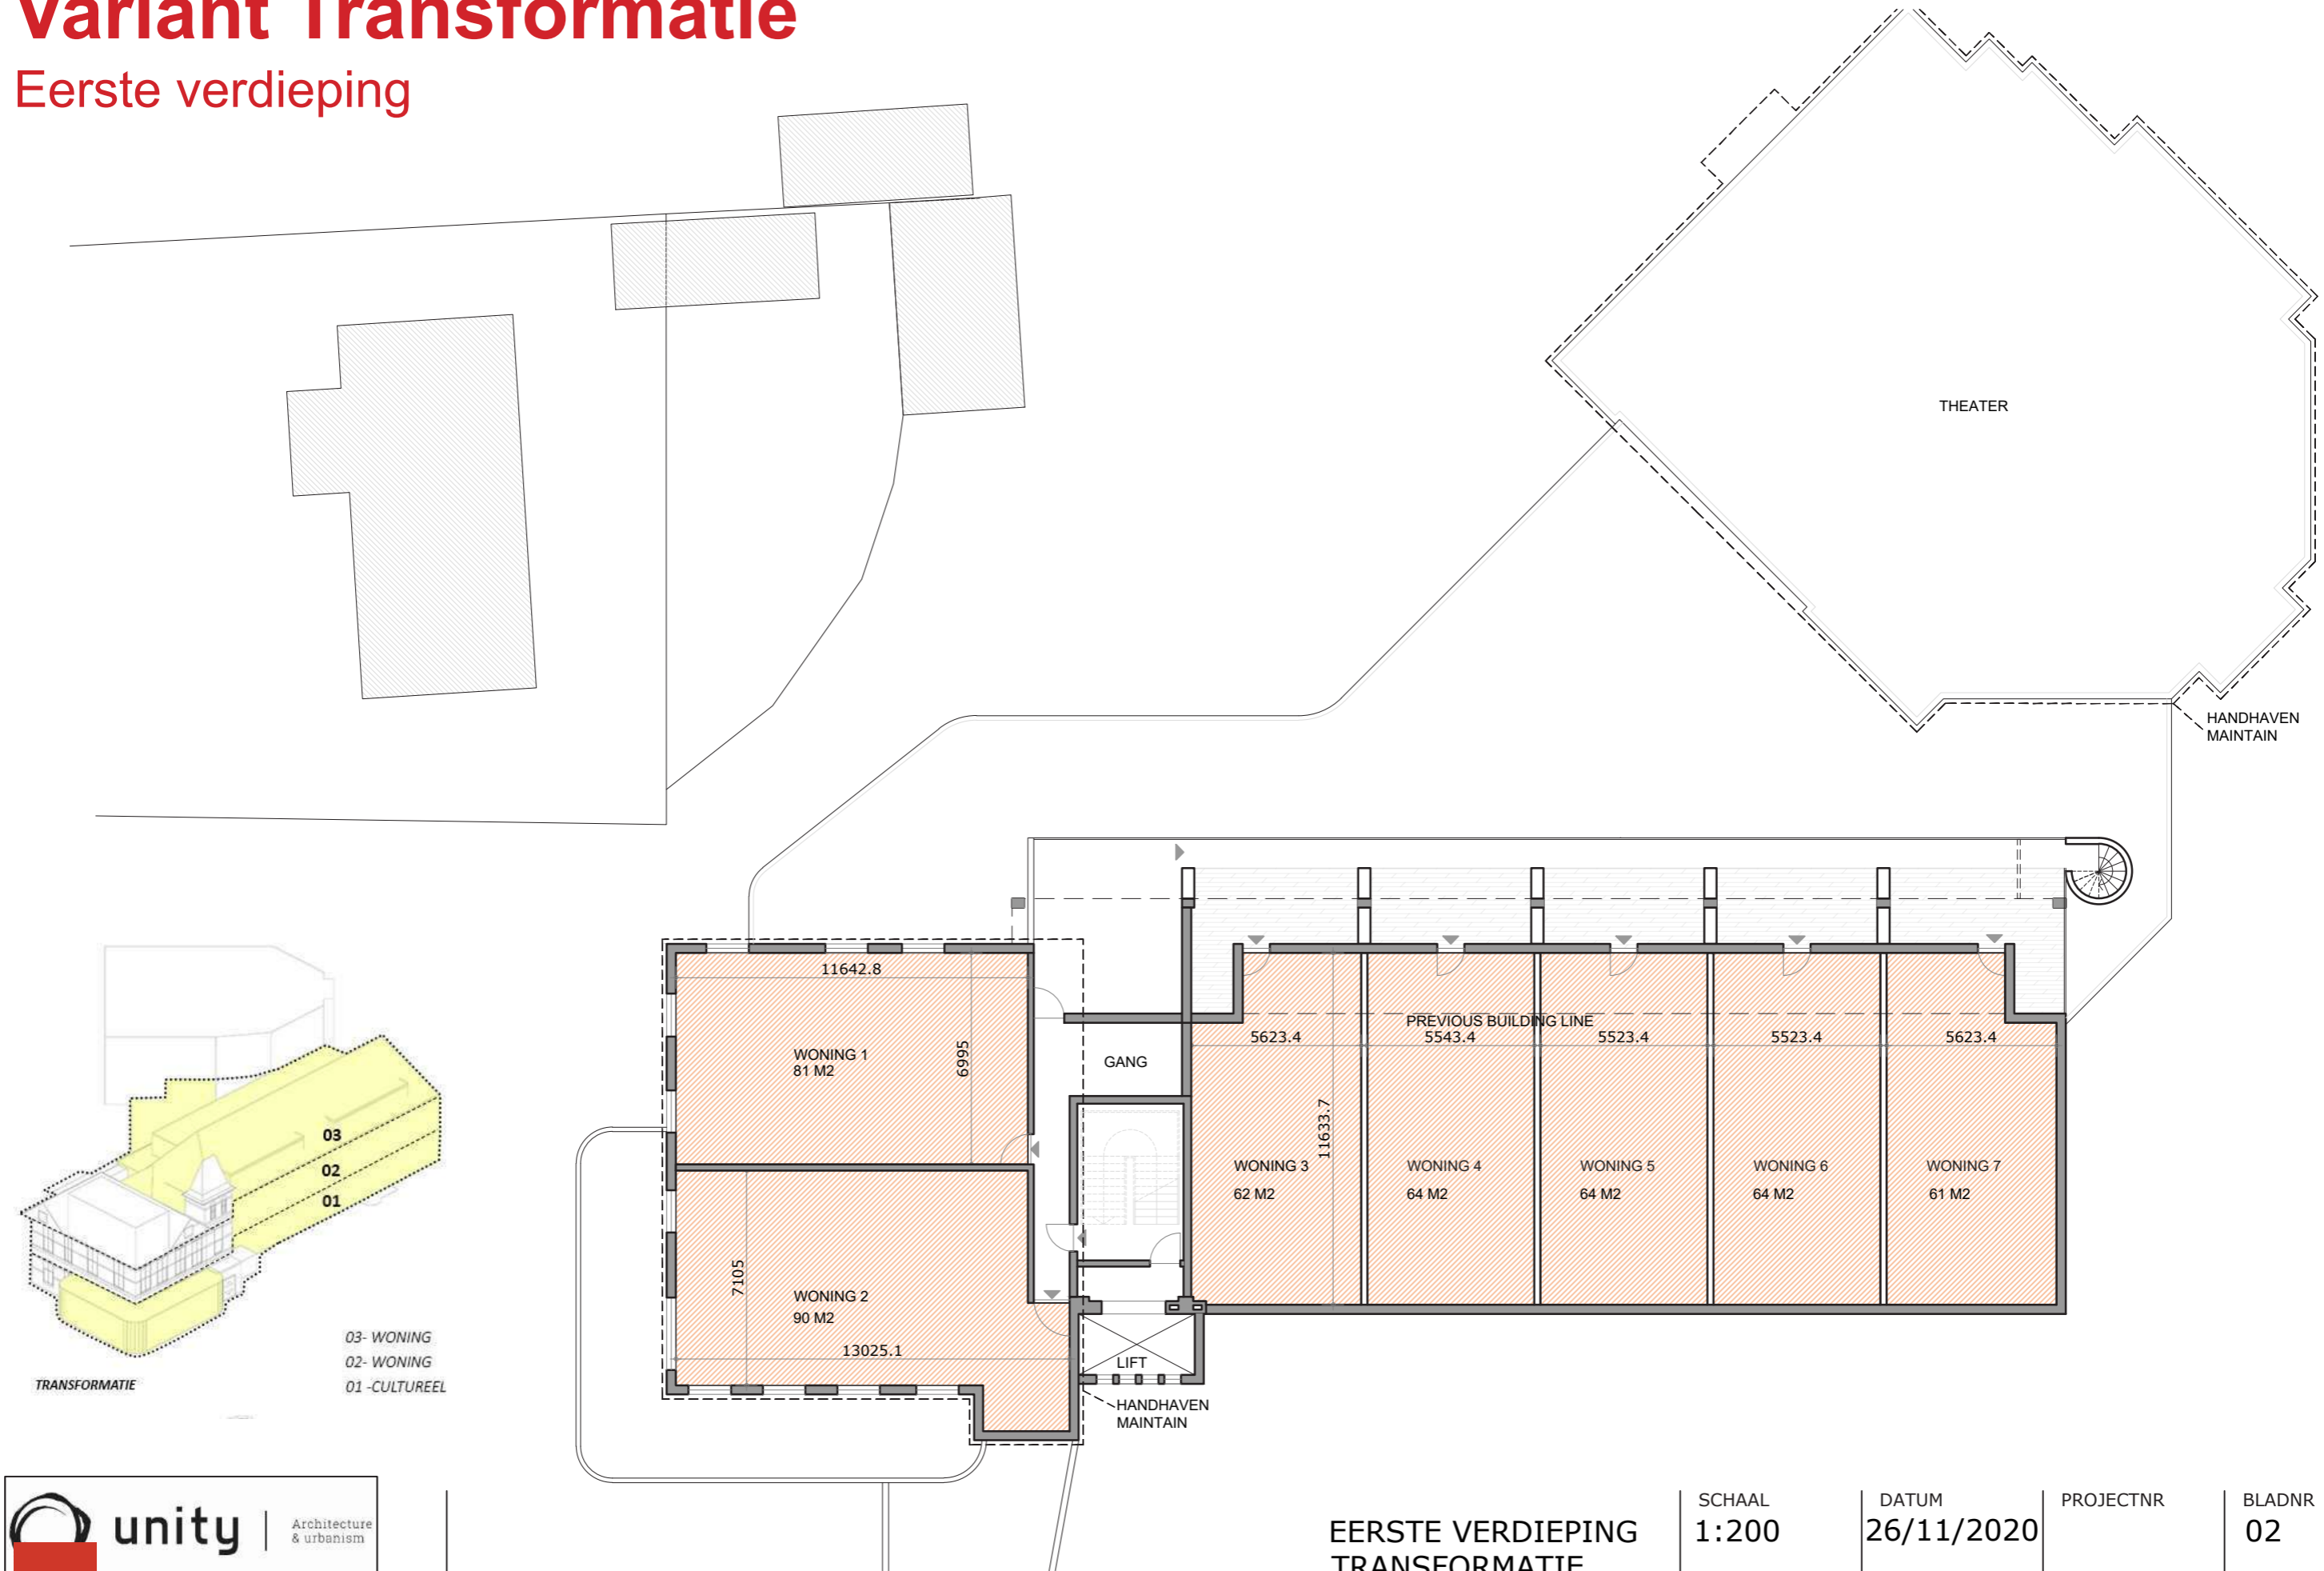 Variant Transformatie
Eerste verdieping
THEATER
HANDHAVEN
MAINTAIN
11642.8
WONING 1
81 M2
6995
GANG
PREVIOUS BUILDING LINE
5623.4
5543.4
5523.4
5523.4
5623.4
11633.7
WONING 3
62 M2
WONING 4
64 M2
WONING 5
64 M2
WONING 6
64 M2
WONING 7
61 M2
7105
WONING 2
90 M2
13025.1
LIFT
HANDHAVEN
MAINTAIN
03
02
01
03- WONING
02- WONING
01 -CULTUREEL
TRANSFORMATIE
unity
Architecture
& urbanism
EERSTE VERDIEPING
TRANSFORMATIE
SCHAAL
1:200
DATUM
26/11/2020
PROJECTNR
BLADNR
02